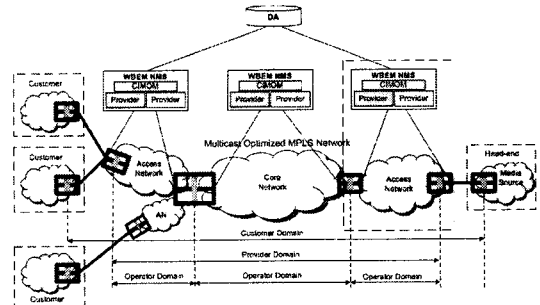 DA
WBEM NMS
CIMOM
Provider Provider
WBEM NMS
CIMOM
Provider Provider
WBEM NMS
CIMOM
Provider Provider
Customer
Customer
Customer
Multicast Optimized MPLS Network
Access
Network
AN
Core
Network
Access
Network
Head-end
Media
Source
Customer Domain
Provider Domain
Operator Domain
Operator Domain
Operator Domain